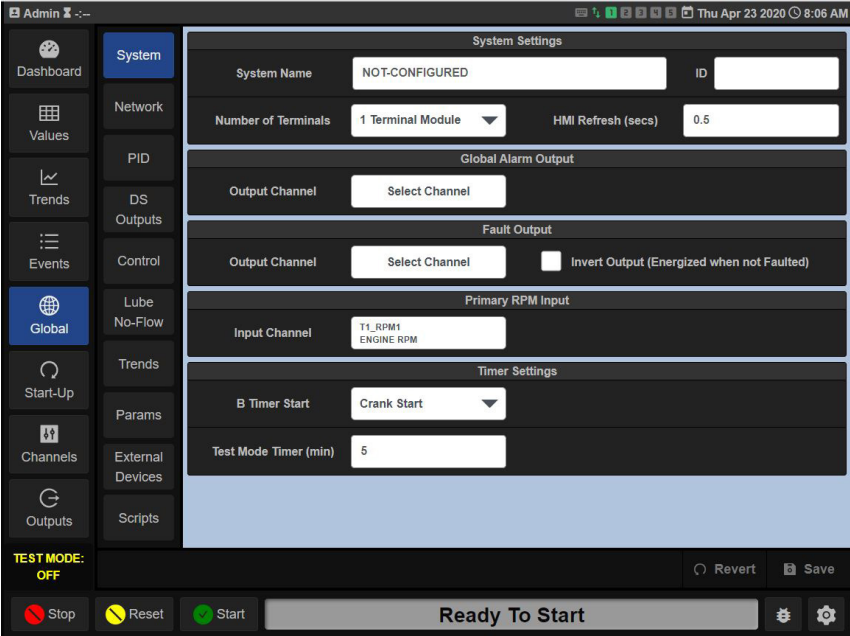 Admin -:--
1 2 3 4 5 Thu Apr 23 2020 8:06 AM
Dashboard
Values
Trends
Events
Global
Start-Up
Channels
Outputs
TEST MODE:
OFF
System
Network
PID
DS
Outputs
Control
Lube
No-Flow
Trends
Params
External
Devices
Scripts
System Settings
System Name NOT-CONFIGURED ID
Number of Terminals 1 Terminal Module HMI Refresh (secs) 0.5
Global Alarm Output
Output Channel Select Channel
Fault Output
Output Channel Select Channel Invert Output (Energized when not Faulted)
Primary RPM Input
Input Channel T1_RPM1
ENGINE RPM
Timer Settings
B Timer Start Crank Start
Test Mode Timer (min) 5
Revert Save
Stop Reset Start Ready To Start